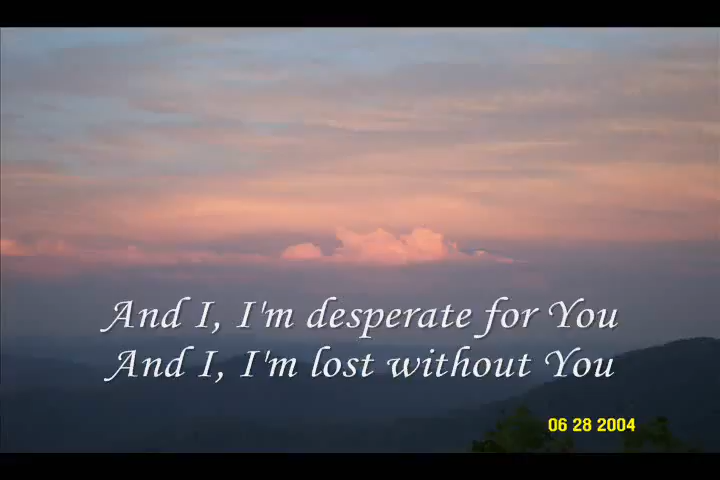 And I, I'm desperate for You
And I, I'm lost without You
06 28 2004